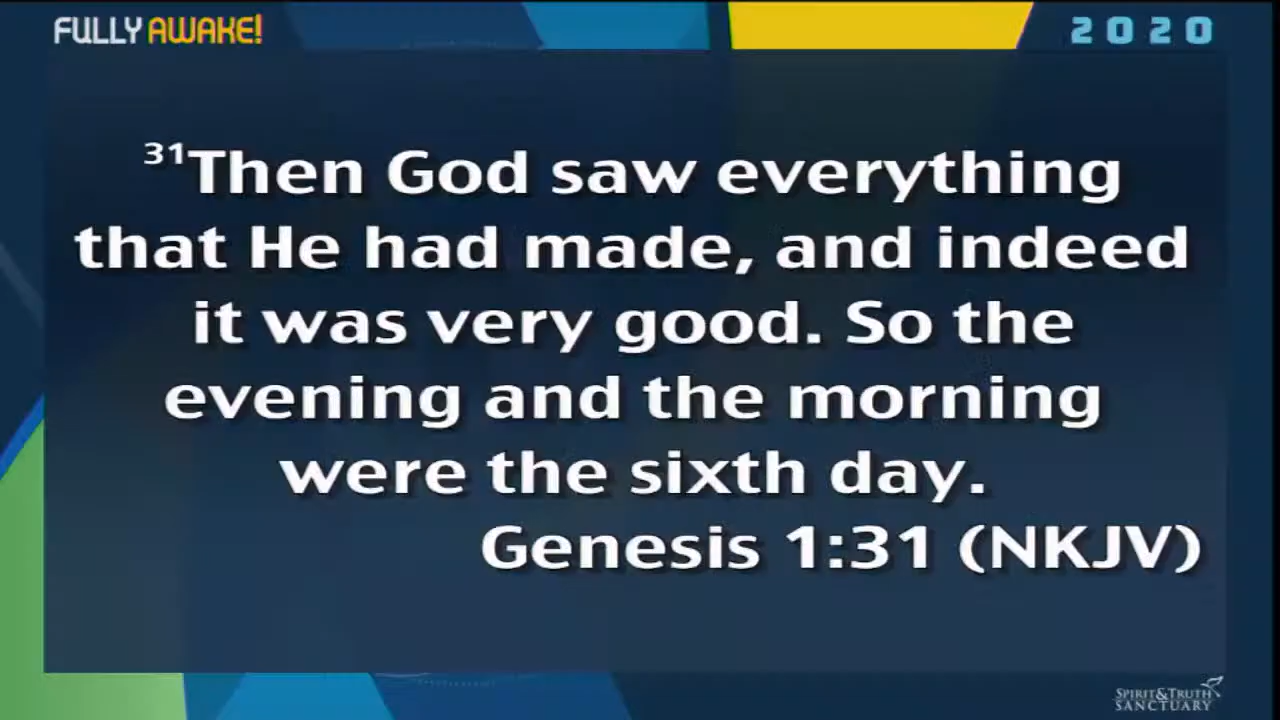 FULLY AWAKE!
2020
31Then God saw everything
that He had made, and indeed
it was very good. So the
evening and the morning
were the sixth day.
Genesis 1:31 (NKJV)
SPIRIT&TRUTH
SANCTUARY